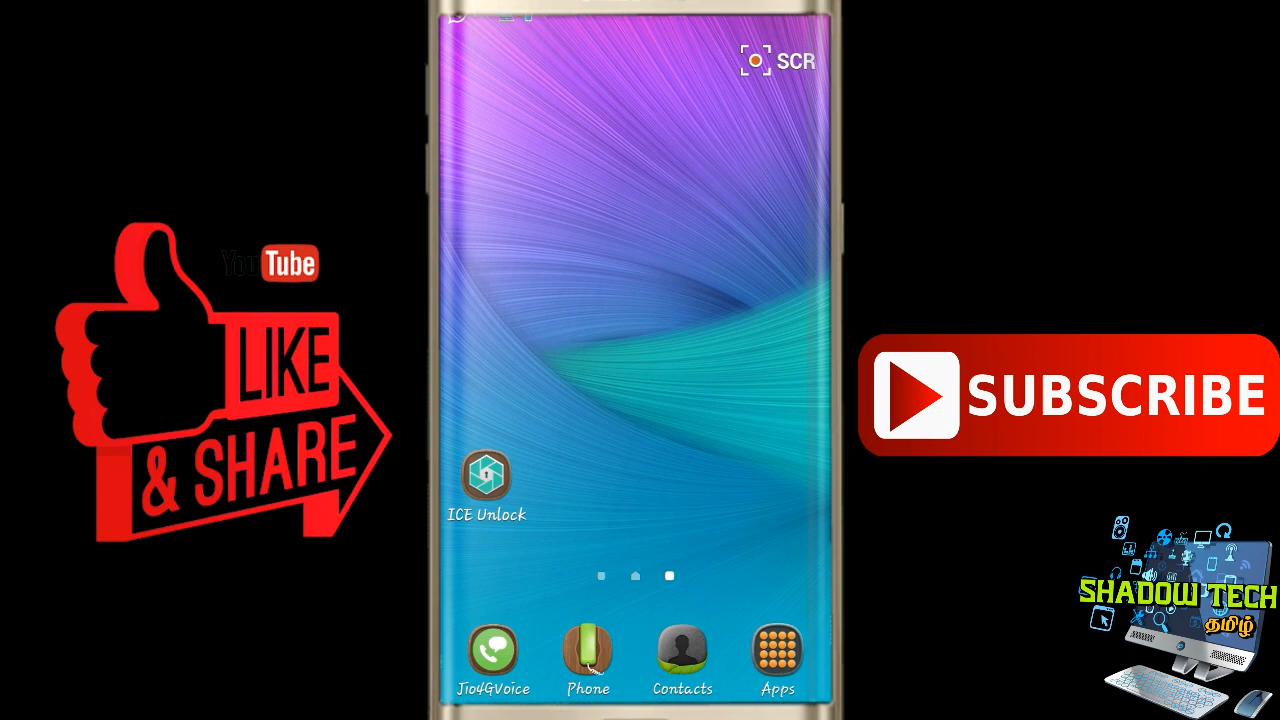 SCR
YouTube
LIKE
& SHARE
SUBSCRIBE
ICE Unlock
SHADOW TECH
தமிழ்
Jio4GVoice
Phone
Contacts
Apps